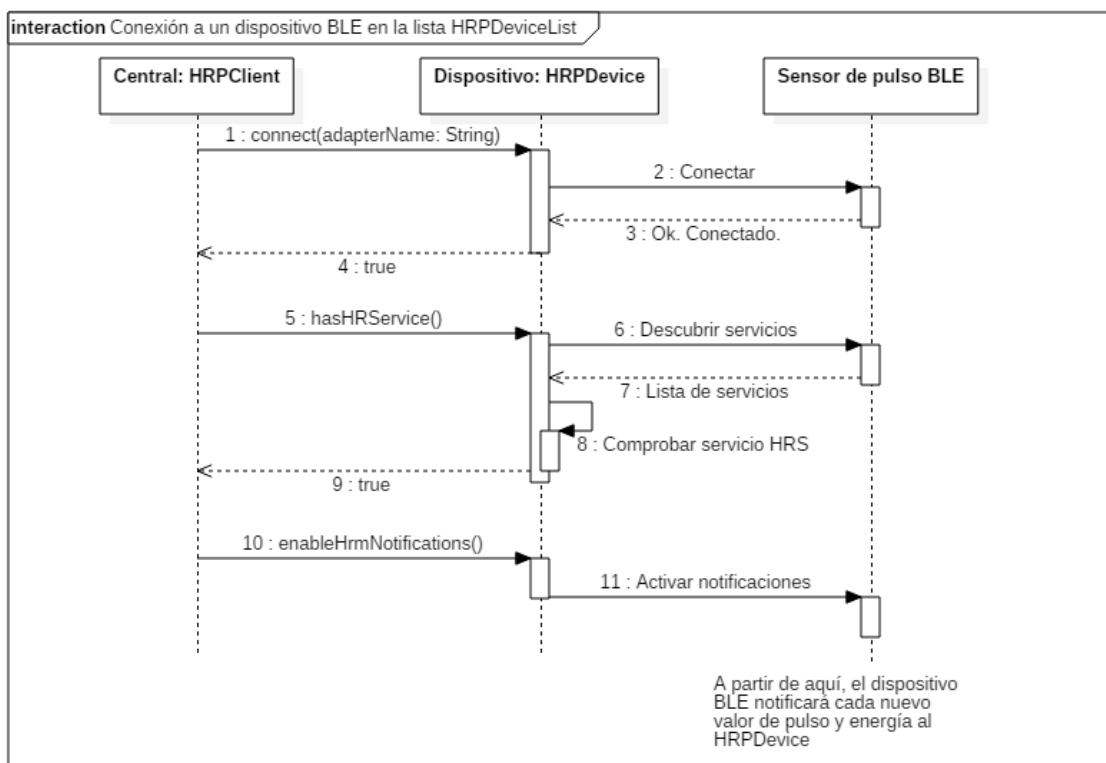 interaction Conexión a un dispositivo BLE en la lista HRPDeviceList
Central: HRPClient
Dispositivo: HRPDevice
Sensor de pulso BLE
1 : connect(adapterName: String)
2 : Conectar
3 : Ok. Conectado.
4 : true
5 : hasHRService()
6 : Descubrir servicios
7 : Lista de servicios
8 : Comprobar servicio HRS
9 : true
10 : enableHrmNotifications()
11 : Activar notificaciones
A partir de aquí, el dispositivo
BLE notificará cada nuevo
valor de pulso y energía al
HRPDevice